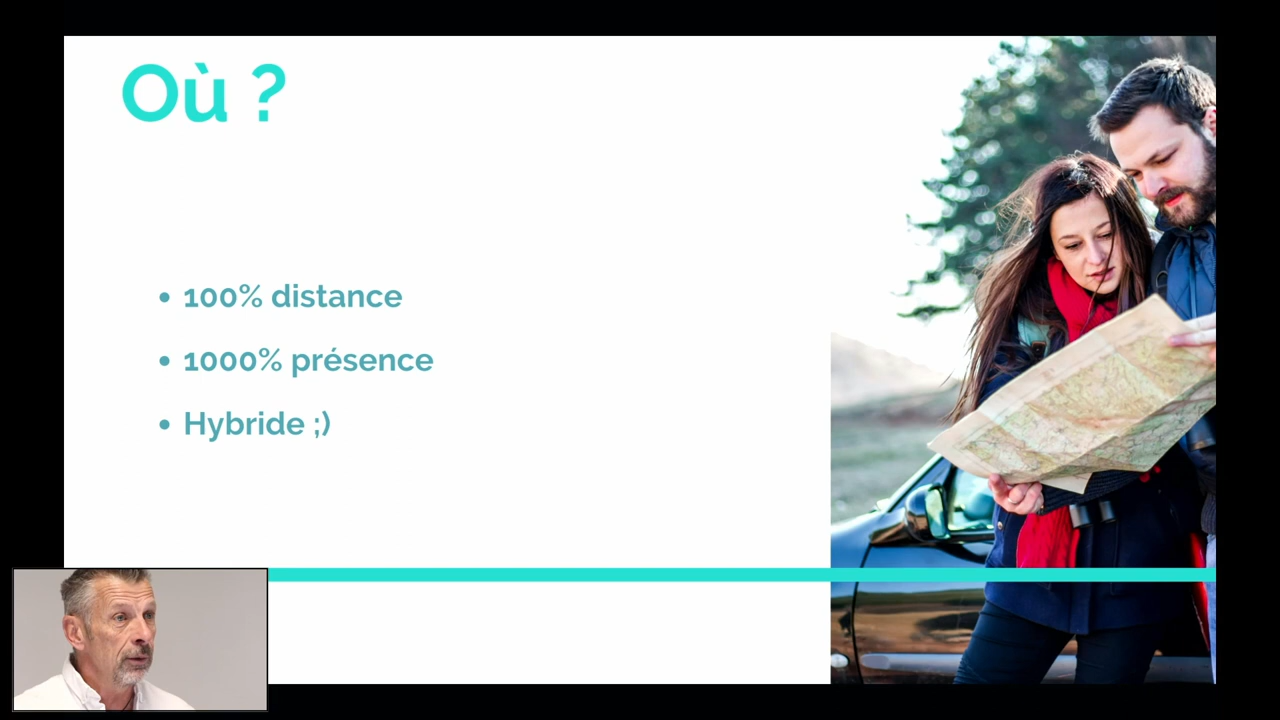 Où ?
• 100% distance
• 1000% présence
• Hybride ;)